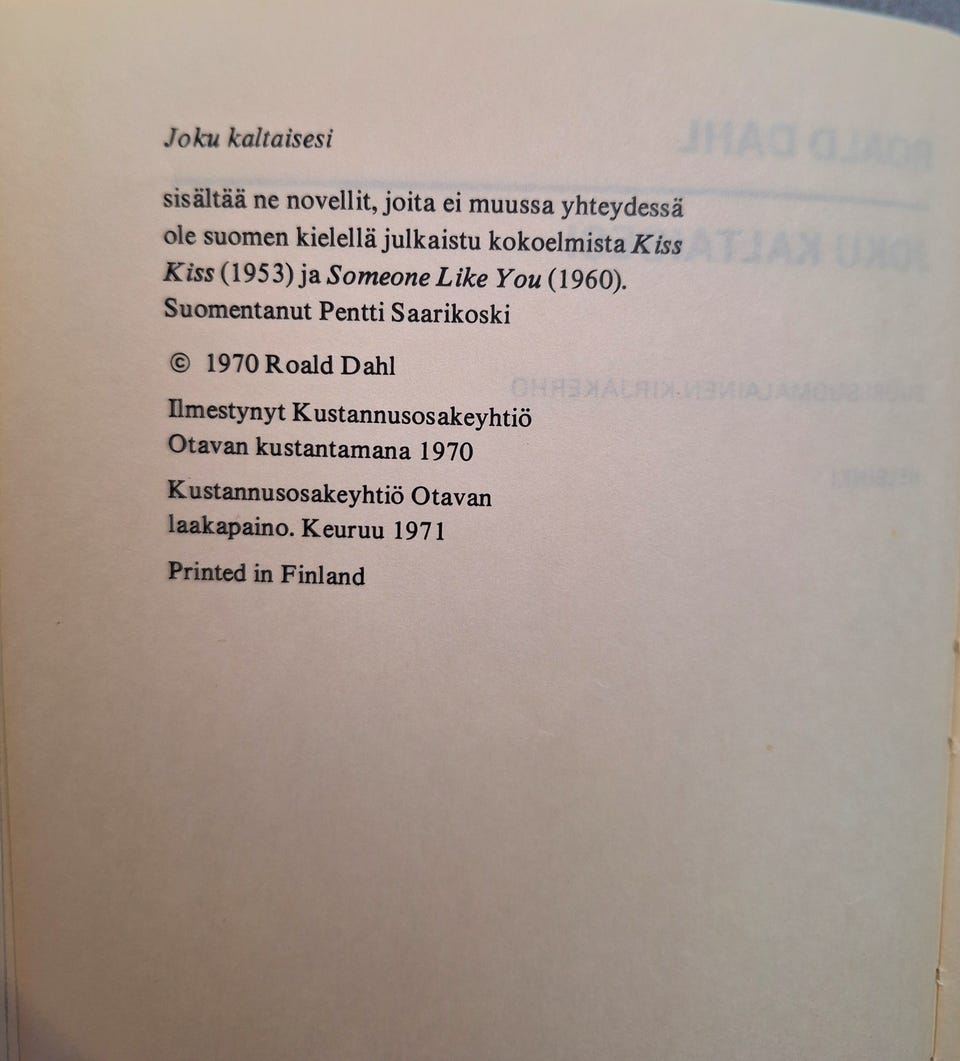 Joku kaltaisesi
sisältää ne novellit, joita ei muussa yhteydessä
ole suomen kielellä julkaistu kokoelmista Kiss
Kiss (1953) ja Someone Like You (1960).
Suomentanut Pentti Saarikoski
© 1970 Roald Dahl
Ilmestynyt Kustannusosakeyhtiö
Otavan kustantamana 1970
Kustannusosakeyhtiö Otavan
laakapaino. Keuruu 1971
Printed in Finland